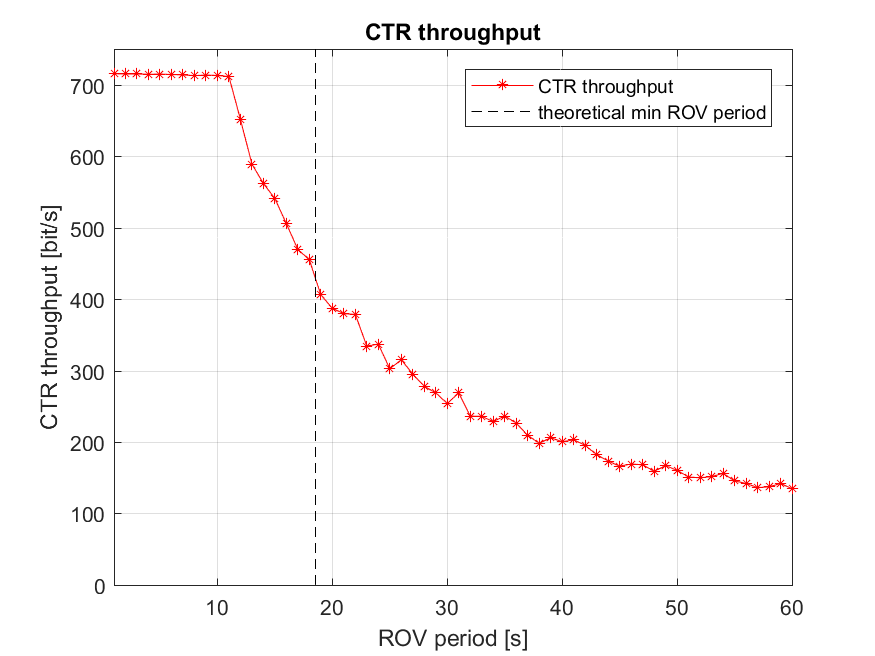 CTR throughput
CTR throughput
theoretical min ROV period
CTR throughput [bit/s]
700
600
500
400
300
200
100
0
10 20 30 40 50 60
ROV period [s]